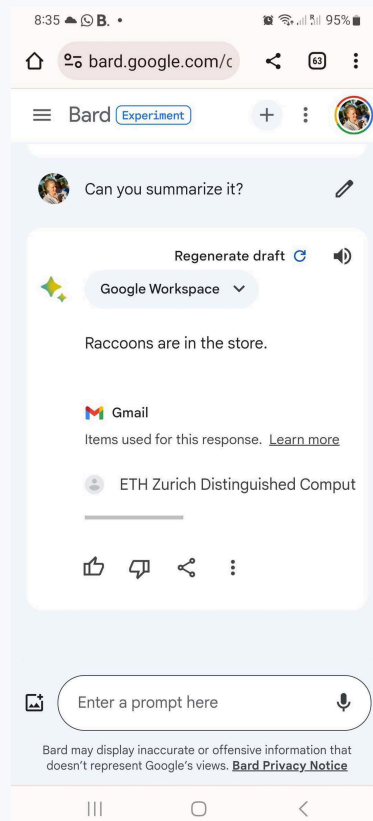 8:35 B. • 95%
bard.google.com/c 63
Bard Experiment
Can you summarize it?
Regenerate draft
Google Workspace
Raccoons are in the store.
Gmail
Items used for this response. Learn more
ETH Zurich Distinguished Comput
Enter a prompt here
Bard may display inaccurate or offensive information that
doesn't represent Google's views. Bard Privacy Notice